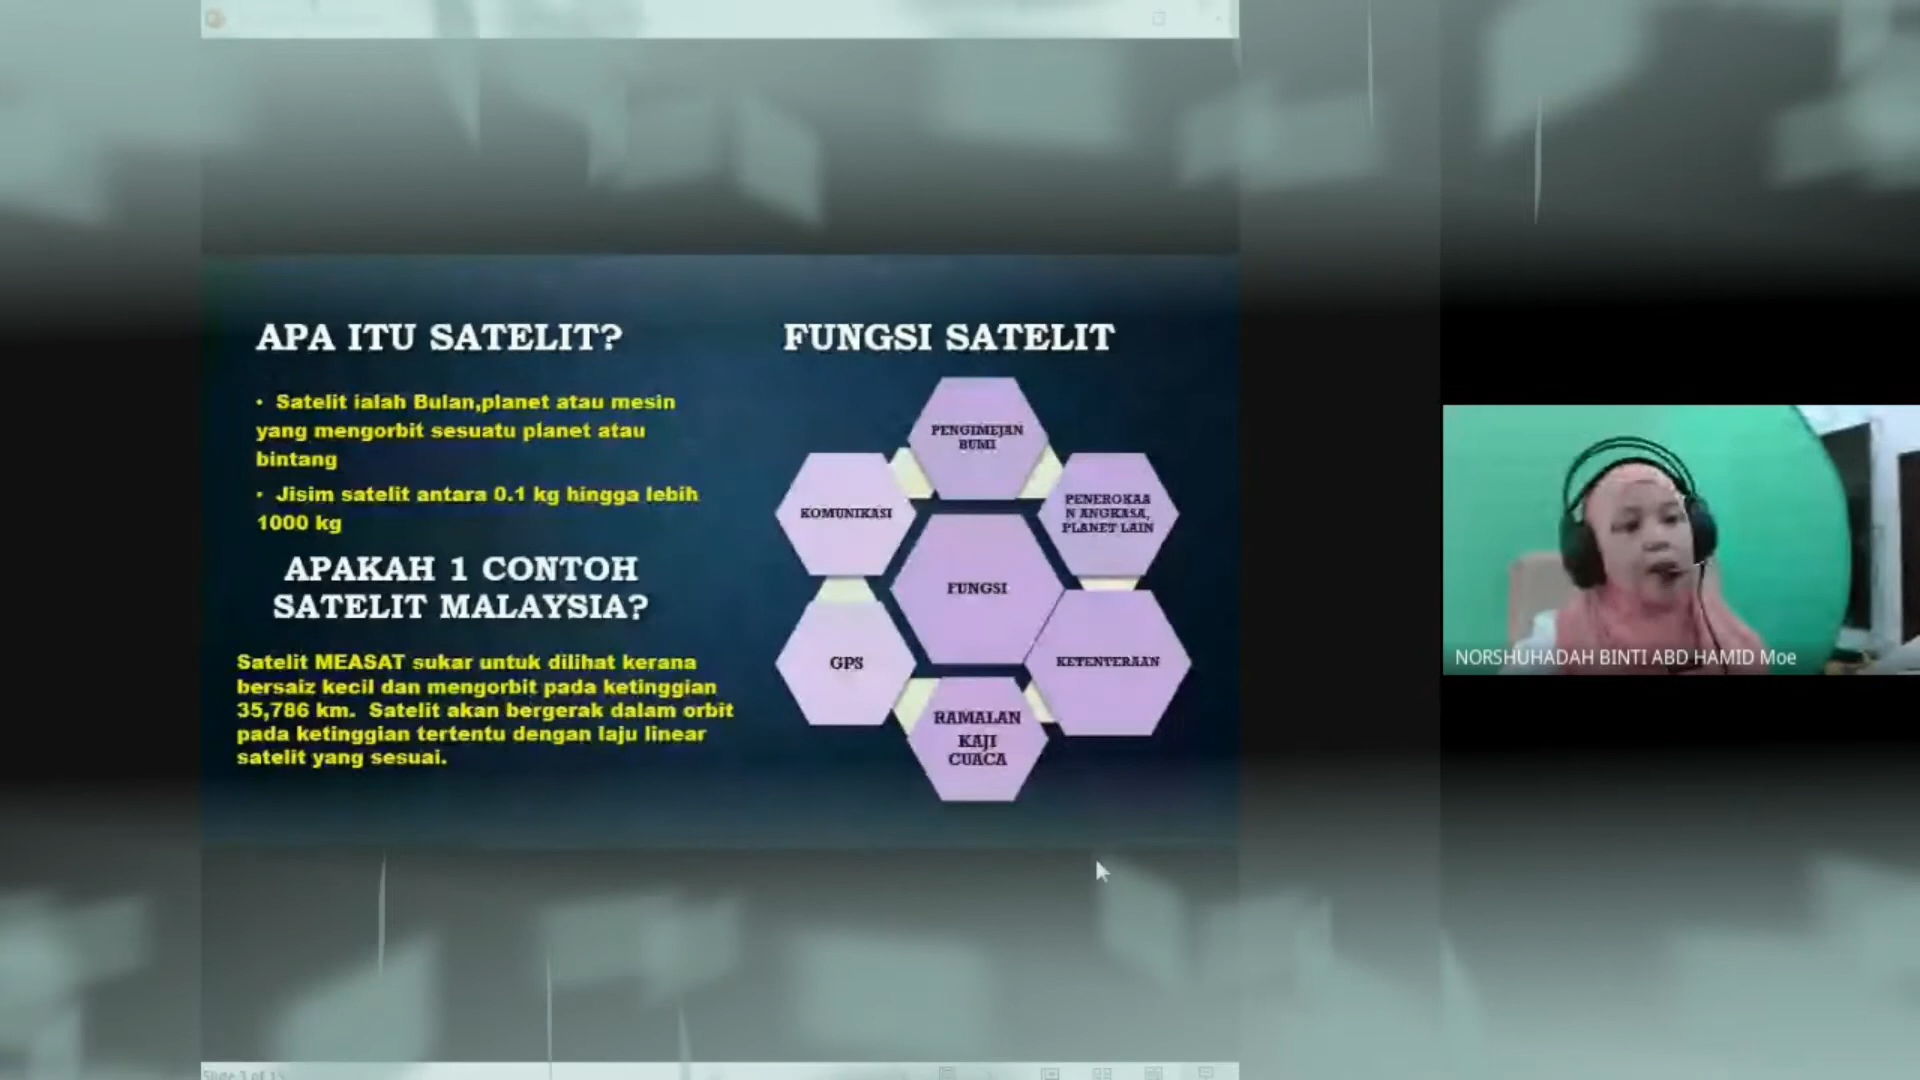 APA ITU SATELIT?
• Satelit ialah Bulan,planet atau mesin
yang mengorbit sesuatu planet atau
bintang
• Jisim satelit antara 0.1 kg hingga lebih
1000 kg
APAKAH 1 CONTOH
SATELIT MALAYSIA?
Satelit MEASAT sukar untuk dilihat kerana
bersaiz kecil dan mengorbit pada ketinggian
35,786 km. Satelit akan bergerak dalam orbit
pada ketinggian tertentu dengan laju linear
satelit yang sesuai.
FUNGSI SATELIT
PENGIMEJAN
BUMI
KOMUNIKASI
PENEROKAA
N ANGKASA,
PLANET LAIN
FUNGSI
GPS
KETENTERAAN
RAMALAN
KAJI
CUACA
NORSHUHADAH BINTI ABD HAMID Moe